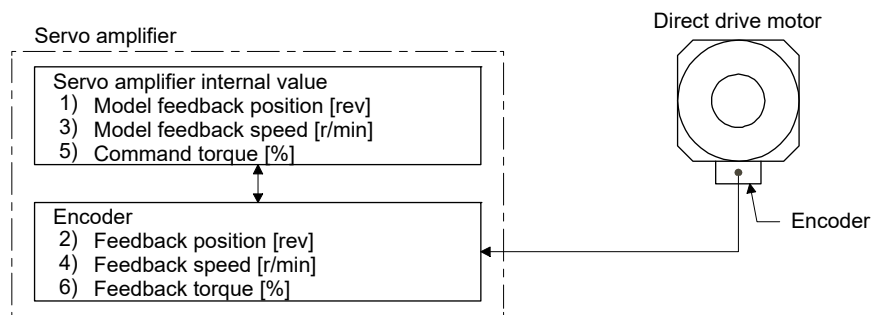 Direct drive motor
Servo amplifier
Servo amplifier internal value
1) Model feedback position [rev]
3) Model feedback speed [r/min]
5) Command torque [%]
Encoder
2) Feedback position [rev]
4) Feedback speed [r/min]
6) Feedback torque [%]
Encoder